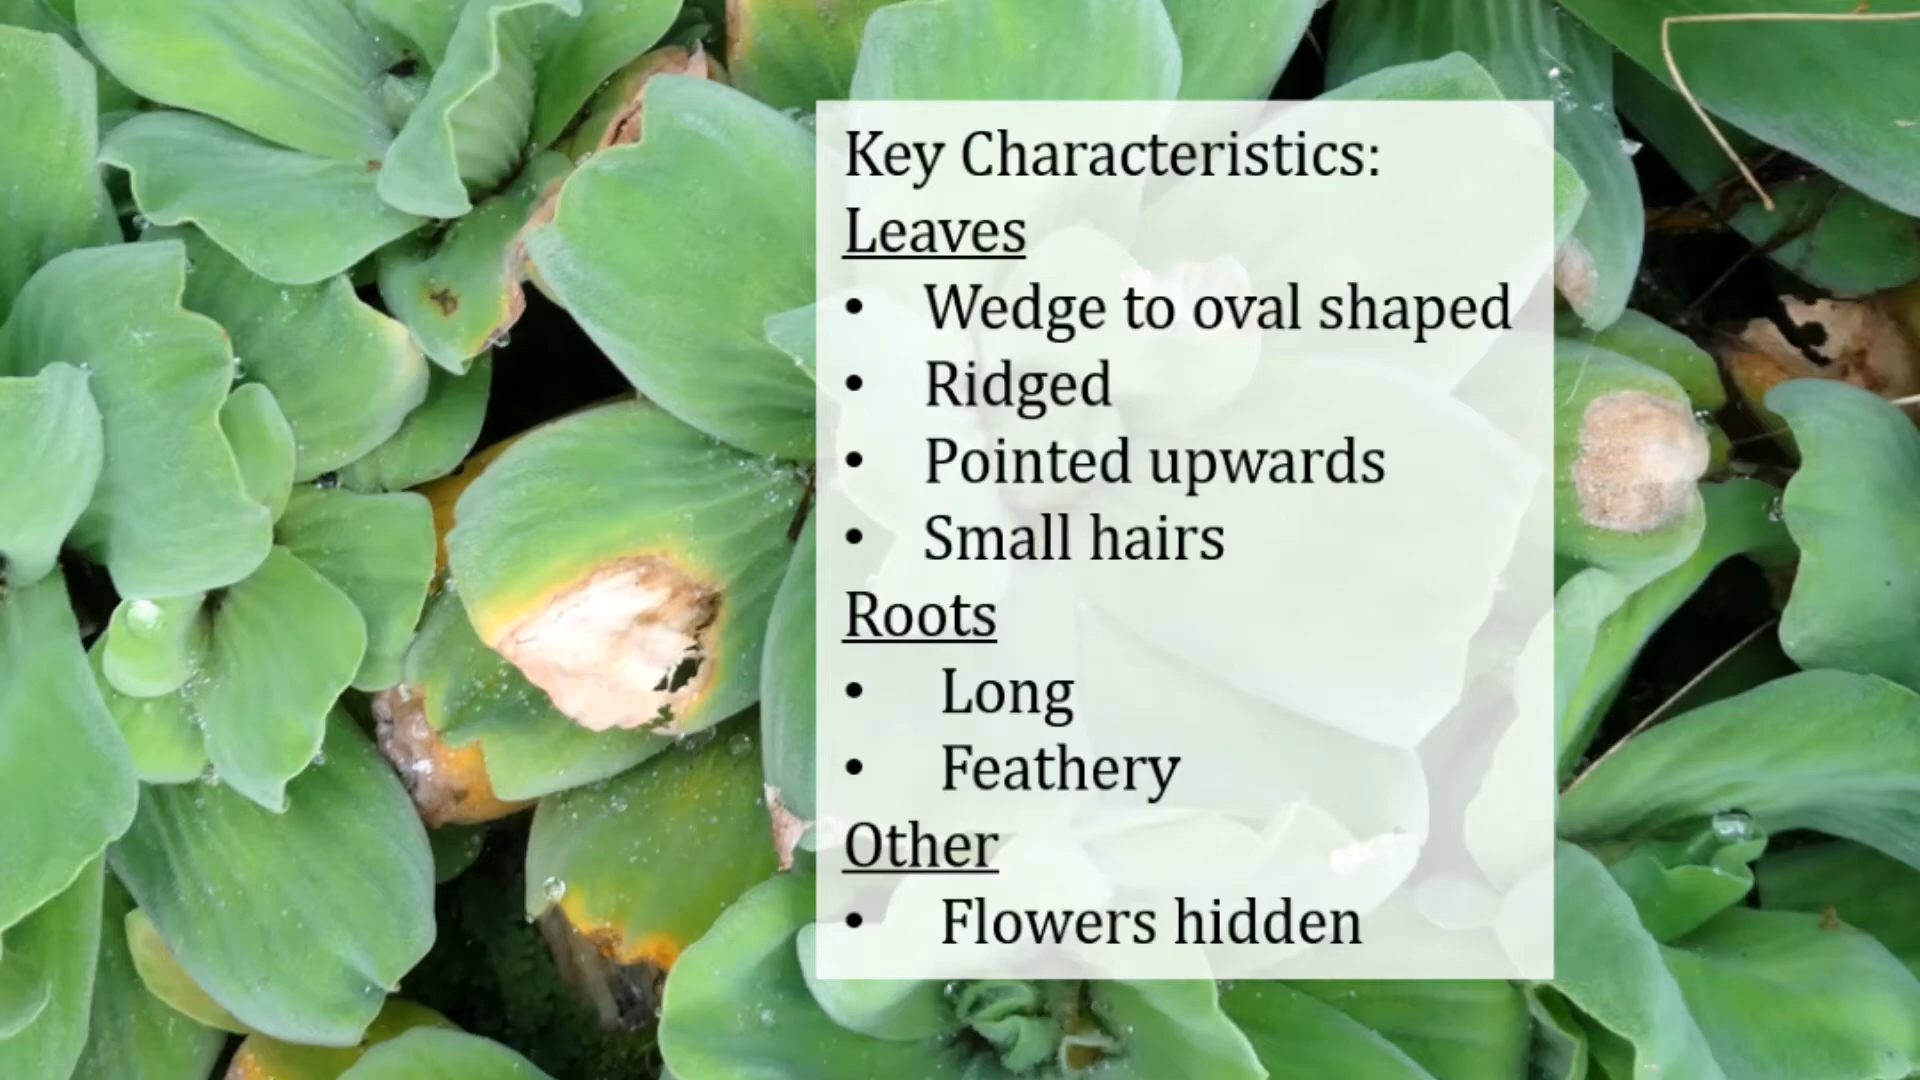 Key Characteristics:
Leaves
• Wedge to oval shaped
• Ridged
• Pointed upwards
• Small hairs
Roots
• Long
• Feathery
Other
• Flowers hidden